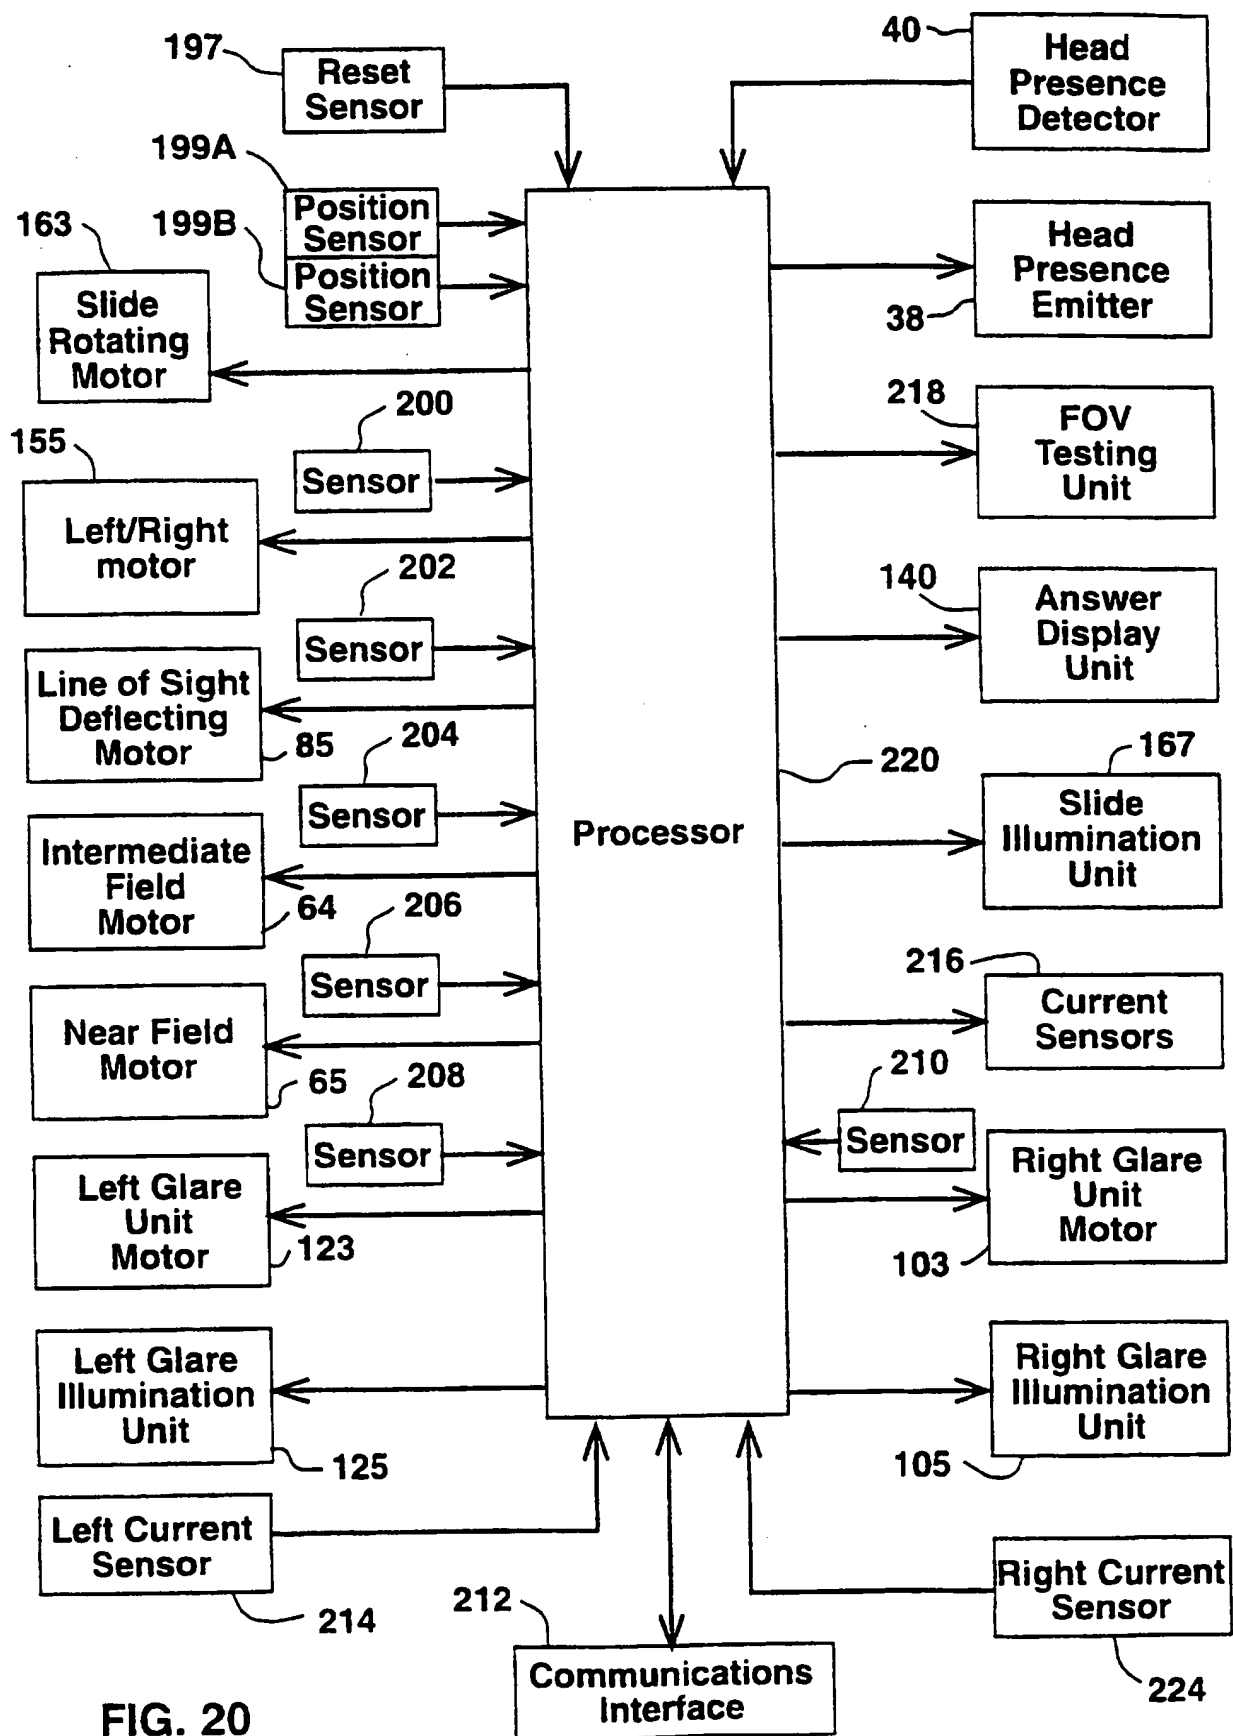 197
Reset
Sensor
40
Head
Presence
Detector
199A
Position
Sensor
199B
Position
Sensor
163
Slide
Rotating
Motor
Head
Presence
Emitter
38
200
Sensor
218
FOV
Testing
Unit
155
Left/Right
motor
202
Sensor
140
Answer
Display
Unit
Line of Sight
Deflecting
Motor
85
204
Sensor
220
Processor
167
Slide
Illumination
Unit
Intermediate
Field
Motor
64
206
Sensor
216
Current
Sensors
Near Field
Motor
65
208
Sensor
210
Sensor
Left Glare
Unit
Motor
123
Right Glare
Unit
Motor
103
Left Glare
Illumination
Unit
125
Right Glare
Illumination
Unit
105
Left Current
Sensor
214
Right Current
Sensor
224
212
Communications
Interface
FIG. 20